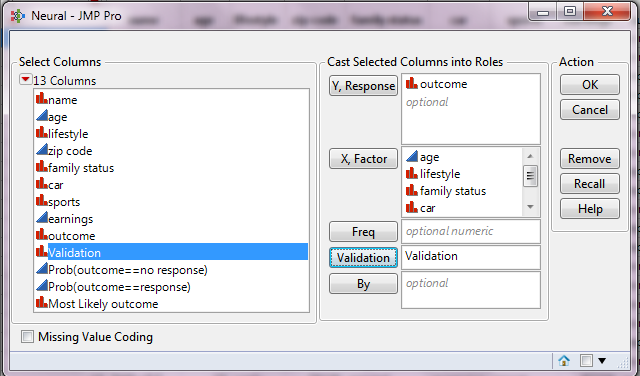 Neural - JMP Pro
Select Columns
13 Columns
name
age
lifestyle
zip code
family status
car
sports
earnings
outcome
Validation
Prob(outcome==no response)
Prob(outcome==response)
Most Likely outcome
Missing Value Coding
Cast Selected Columns into Roles
Y, Response
outcome
optional
X, Factor
age
lifestyle
family status
car
Freq
optional numeric
Validation
Validation
By
optional
Action
OK
Cancel
Remove
Recall
Help